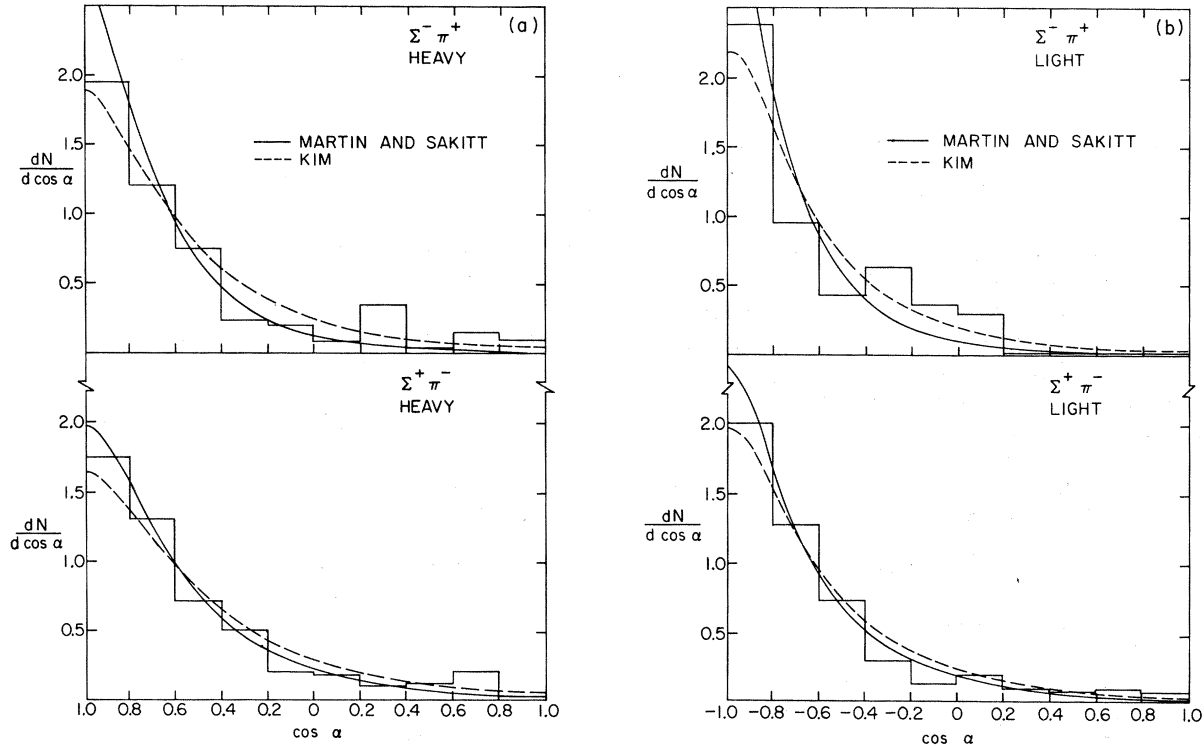 (a)
Σ⁻ π⁺
HEAVY
2.0
1.5
1.0
0.5
dN
d cos α
MARTIN AND SAKITT
KIM
Σ⁺ π⁻
HEAVY
2.0
1.5
1.0
0.5
dN
d cos α
1.0 0.8 0.6 0.4 0.2 0 0.2 0.4 0.6 0.8 1.0
cos α
(b)
Σ⁻ π⁺
LIGHT
2.0
1.5
1.0
0.5
dN
d cos α
MARTIN AND SAKITT
KIM
Σ⁺ π⁻
LIGHT
2.0
1.5
1.0
0.5
dN
d cos α
-1.0 -0.8 -0.6 -0.4 -0.2 0 0.2 0.4 0.6 0.8 1.0
cos α